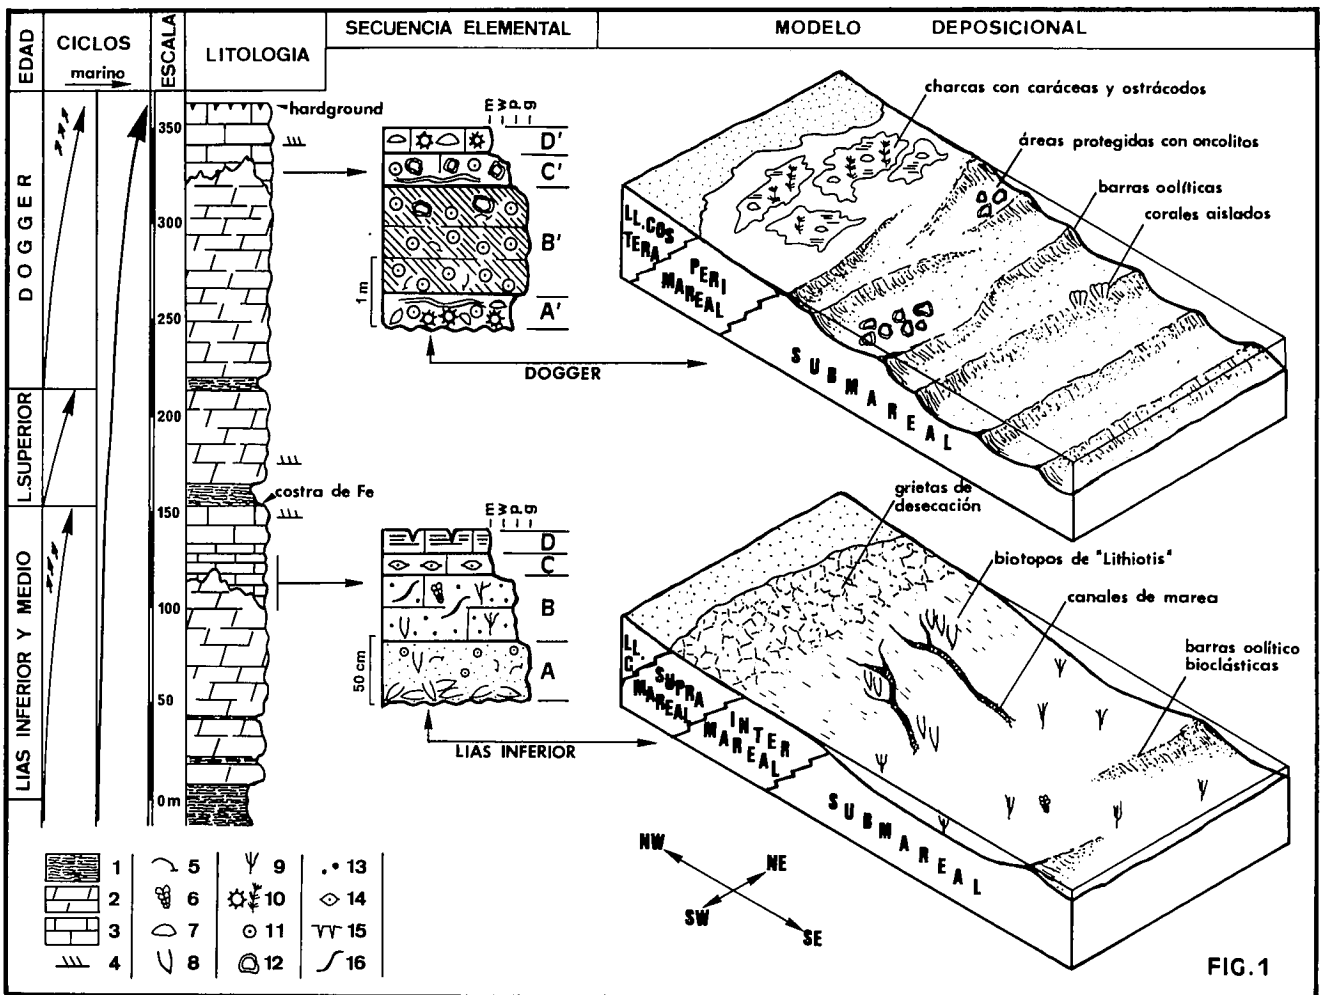 EDAD
CICLOS
marino
ESCALA
LITOLOGIA
SECUENCIA ELEMENTAL
MODELO DEPOSICIONAL
DOGGER
L.SUPERIOR
LIAS INFERIOR Y MEDIO
350
300
250
200
150
100
50
0m
hardground
costra de Fe
m w p g
D'
C'
B'
A'
1m
DOGGER
m w p g
D
C
B
A
50 cm
LIAS INFERIOR
charcas con caráceas y ostrácodos
áreas protegidas con oncolitos
barras oolíticas
corales aislados
LL.COS
TERA
PERI
MAREAL
SUBMAREAL
grietas de
desecación
biotopos de "Lithiotis"
canales de marea
barras oolítico
bioclásticas
LL.
C.
SUPRA
MAREAL
INTER
MAREAL
SUBMAREAL
NW
NE
SW
SE
1 5 9 13
2 6 10 14
3 7 11 15
4 8 12 16
FIG.1